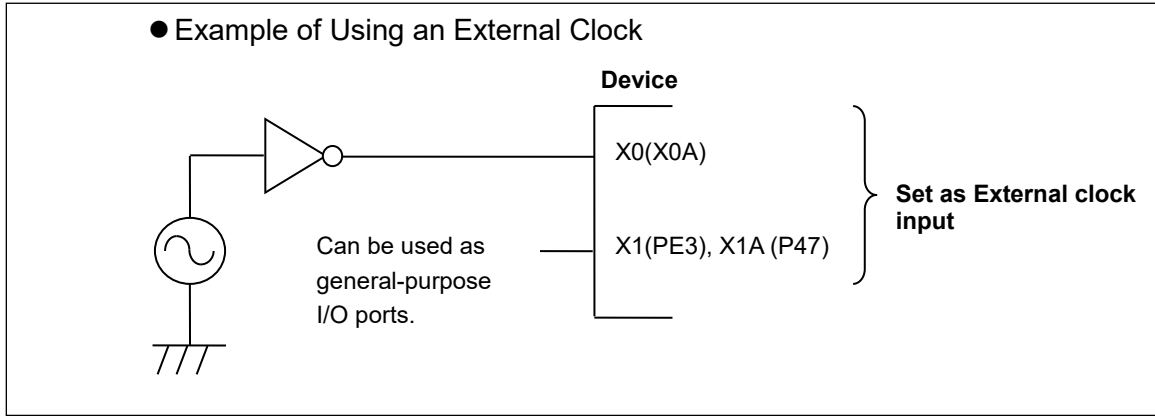 ● Example of Using an External Clock
Device
X0(X0A)
Set as External clock
input
Can be used as
general-purpose
I/O ports.
X1(PE3), X1A (P47)